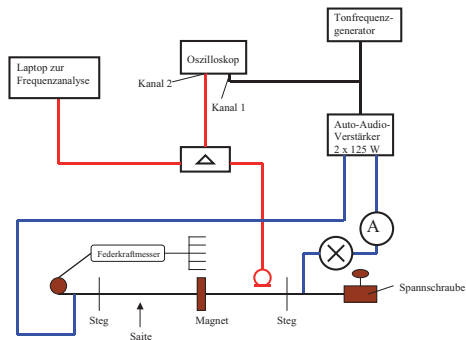 Tonfrequenz-
generator
Oszilloskop
Laptop zur
Frequenzanalyse
Kanal 2
Kanal 1
Auto-Audio-
Verstärker
2 x 125 W
A
Federkraftmesser
Spannschraube
Steg
Saite
Magnet
Steg